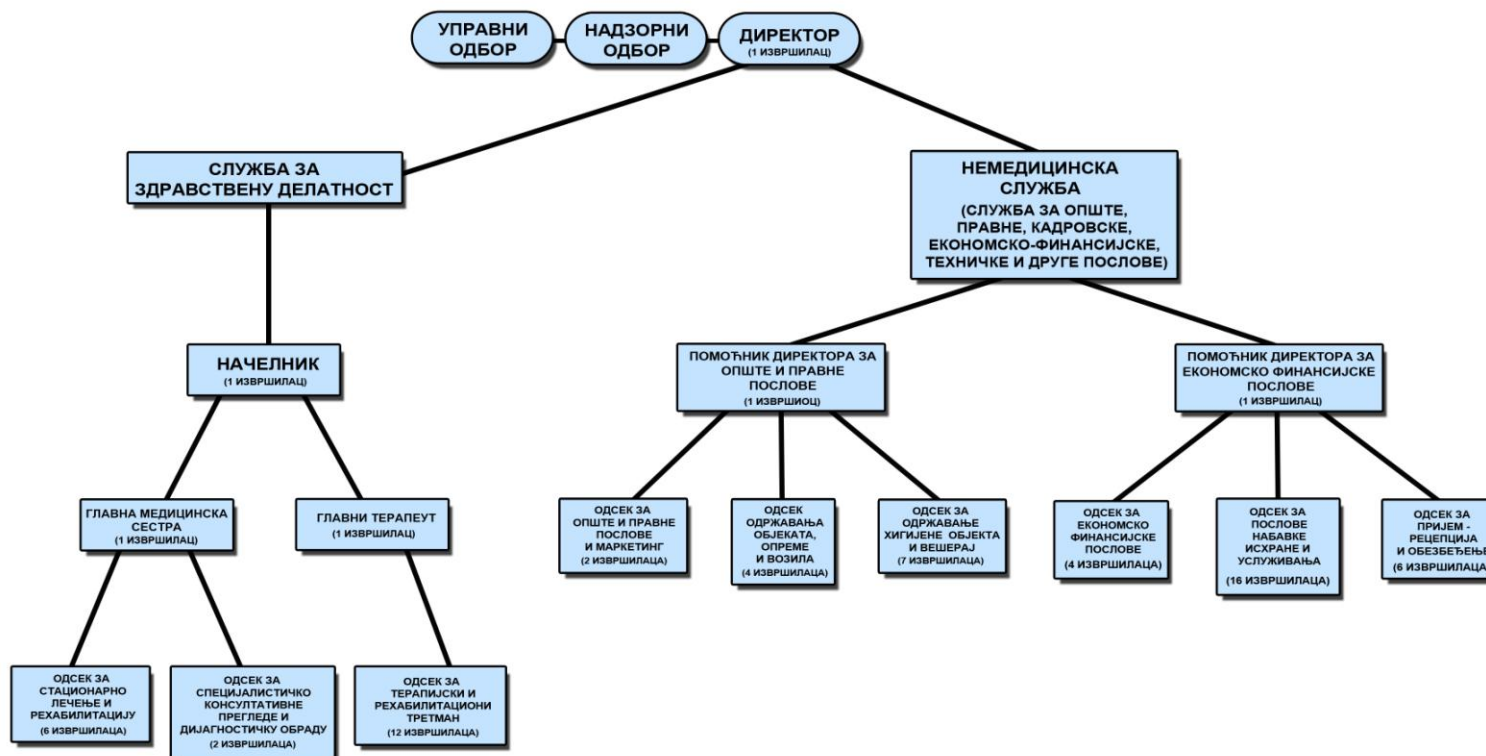 УПРАВНИ
ОДБОР
НАДЗОРНИ
ОДБОР
ДИРЕКТОР
(1 ИЗВРШИЛАЦ)
СЛУЖБА ЗА
ЗДРАВСТВЕНУ ДЕЛАТНОСТ
НЕМЕДИЦИНСКА
СЛУЖБА
(СЛУЖБА ЗА ОПШТЕ,
ПРАВНЕ, КАДРОВСКЕ,
ЕКОНОМСКО-ФИНАНСИЈСКЕ,
ТЕХНИЧКЕ И ДРУГЕ ПОСЛОВЕ)
НАЧЕЛНИК
(1 ИЗВРШИЛАЦ)
ПОМОЋНИК ДИРЕКТОРА ЗА
ОПШТЕ И ПРАВНЕ
ПОСЛОВЕ
(1 ИЗВРШИОЦ)
ПОМОЋНИК ДИРЕКТОРА ЗА
ЕКОНОМСКО ФИНАНСИЈСКЕ
ПОСЛОВЕ
(1 ИЗВРШИЛАЦ)
ГЛАВНА МЕДИЦИНСКА
СЕСТРА
(1 ИЗВРШИЛАЦ)
ГЛАВНИ ТЕРАПЕУТ
(1 ИЗВРШИЛАЦ)
ОДСЕК ЗА
ОПШТЕ И ПРАВНЕ
ПОСЛОВЕ
И МАРКЕТИНГ
(2 ИЗВРШИЛАЦА)
ОДСЕК
ОДРЖАВАЊА
ОБЈЕКАТА,
ОПРЕМЕ
И ВОЗИЛА
(4 ИЗВРШИЛАЦА)
ОДСЕК ЗА
ОДРЖАВАЊЕ
ХИГИЈЕНЕ ОБЈЕКТА
И ВЕШЕРАЈ
(7 ИЗВРШИЛАЦА)
ОДСЕК ЗА
ЕКОНОМСКО
ФИНАНСИЈСКЕ
ПОСЛОВЕ
(4 ИЗВРШИЛАЦА)
ОДСЕК ЗА
ПОСЛОВЕ
НАБАВКЕ
ИСХРАНЕ И
УСЛУЖИВАЊА
(16 ИЗВРШИЛАЦА)
ОДСЕК ЗА
ПРИЈЕМ -
РЕЦЕПЦИЈА
И ОБЕЗБЕЂЕЊЕ
(6 ИЗВРШИЛАЦА)
ОДСЕК ЗА
СТАЦИОНАРНО
ЛЕЧЕЊЕ И
РЕХАБИЛИТАЦИЈУ
(6 ИЗВРШИЛАЦА)
ОДСЕК ЗА
СПЕЦИЈАЛИСТИЧКО
КОНСУЛТАТИВНЕ
ПРЕГЛЕДЕ И
ДИЈАГНОСТИЧКУ ОБРАДУ
(2 ИЗВРШИЛАЦА)
ОДСЕК ЗА
ТЕРАПИЈСКИ И
РЕХАБИЛИТАЦИОНИ
ТРЕТМАН
(12 ИЗВРШИЛАЦА)